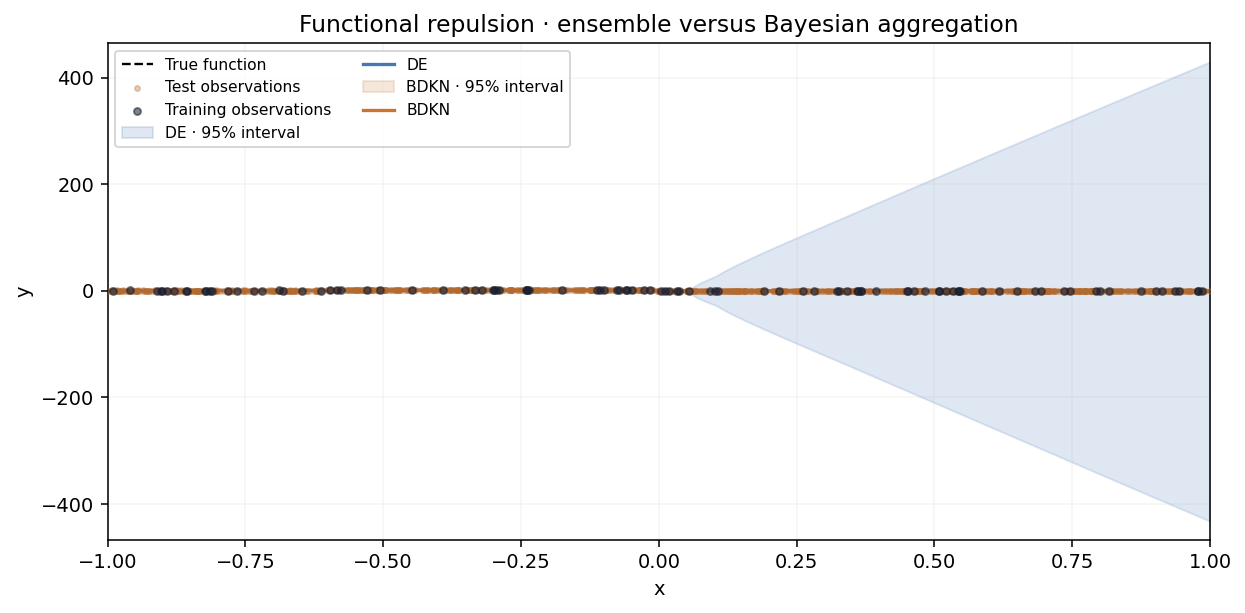 Functional repulsion · ensemble versus Bayesian aggregation
True function
Test observations
Training observations
DE · 95% interval
DE
BDKN · 95% interval
BDKN
400
200
0
−200
−400
y
−1.00 −0.75 −0.50 −0.25 0.00 0.25 0.50 0.75 1.00
x